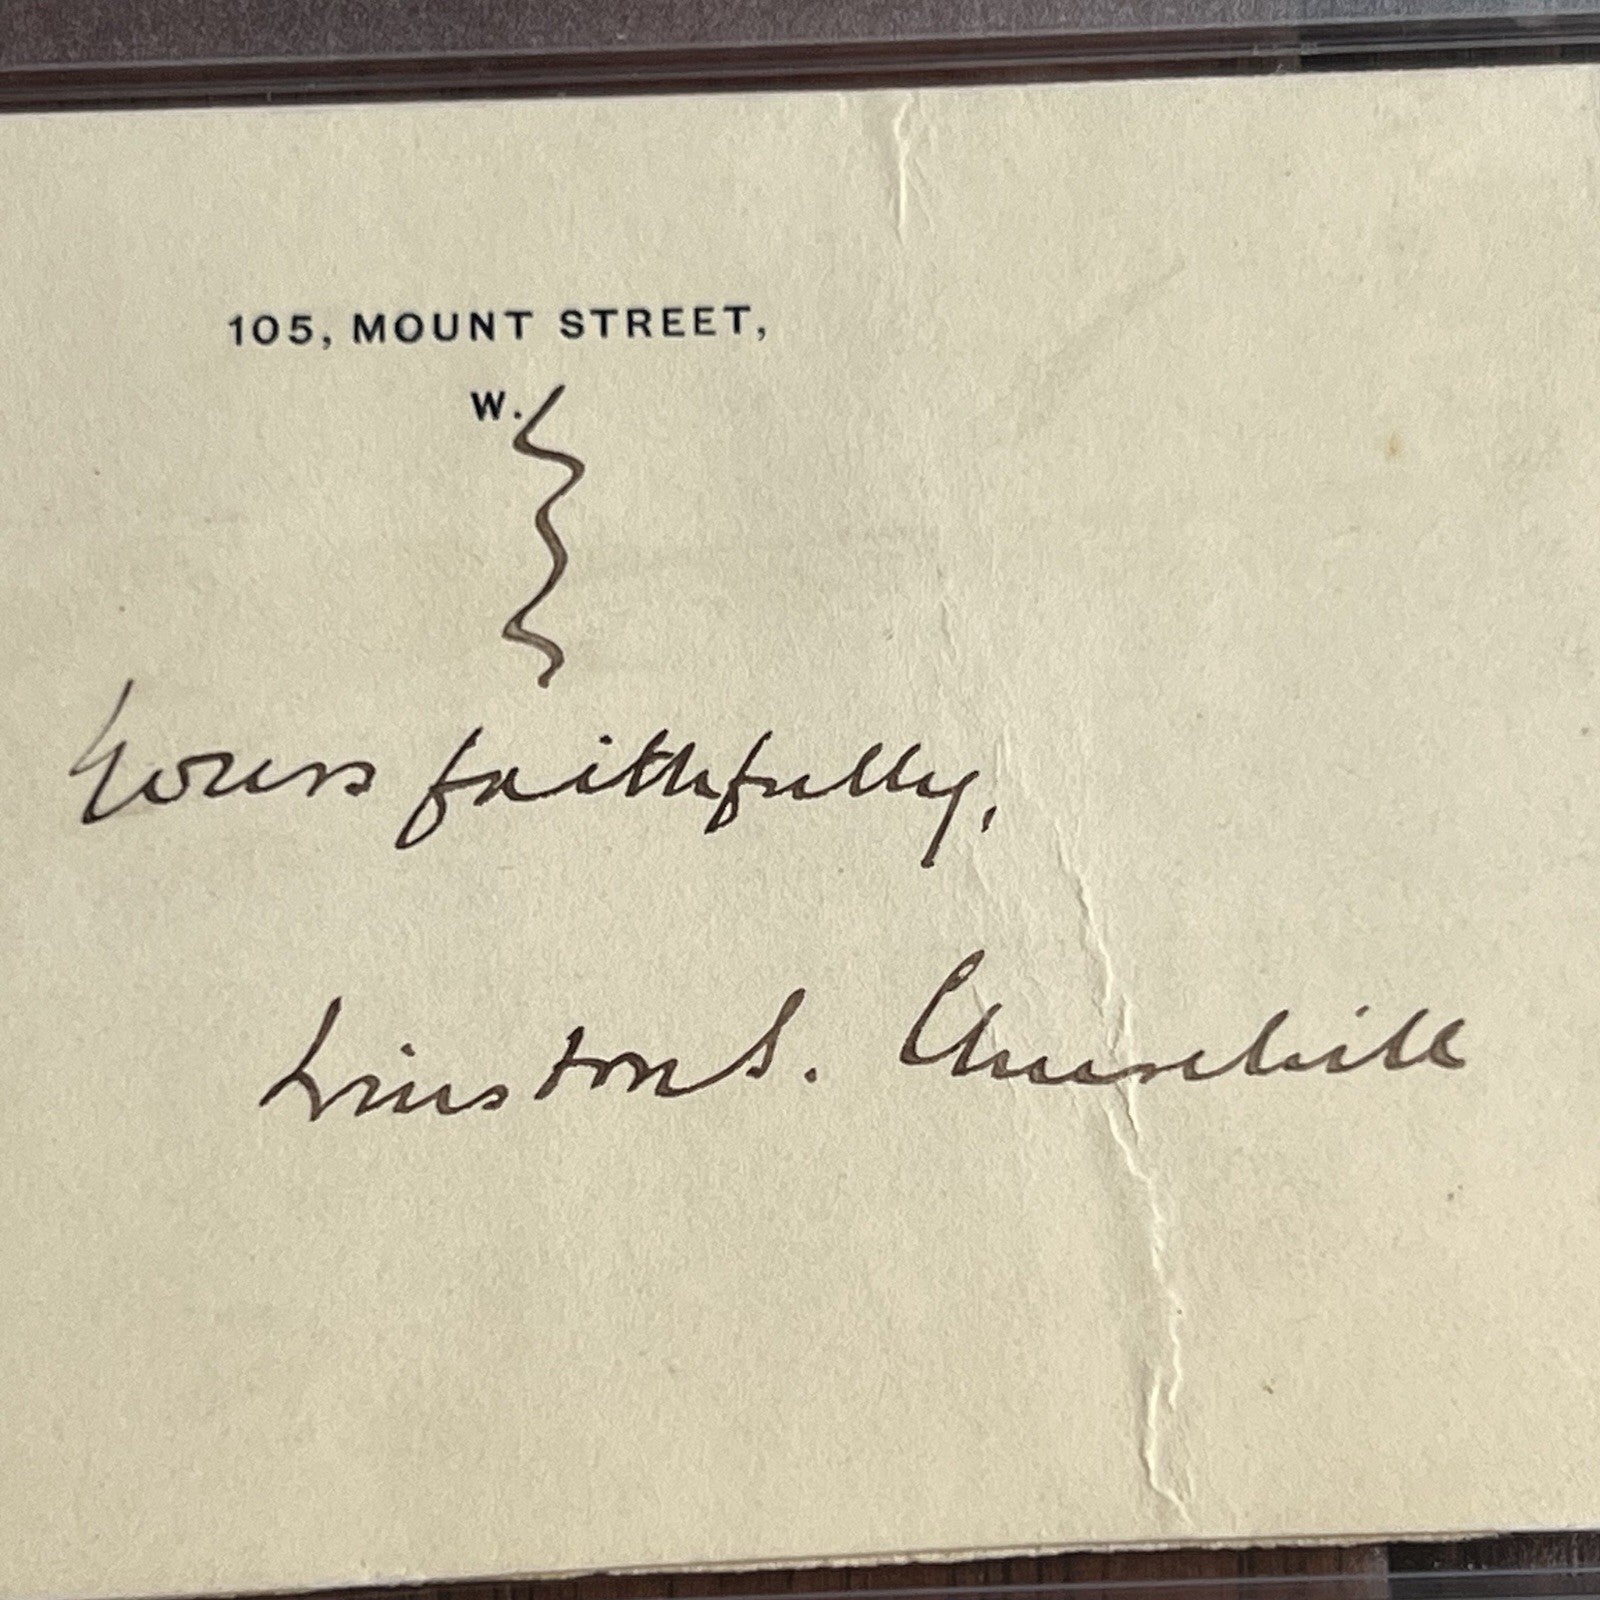 105, MOUNT STREET,
W.
Yours faithfully,
Winston S. Churchill